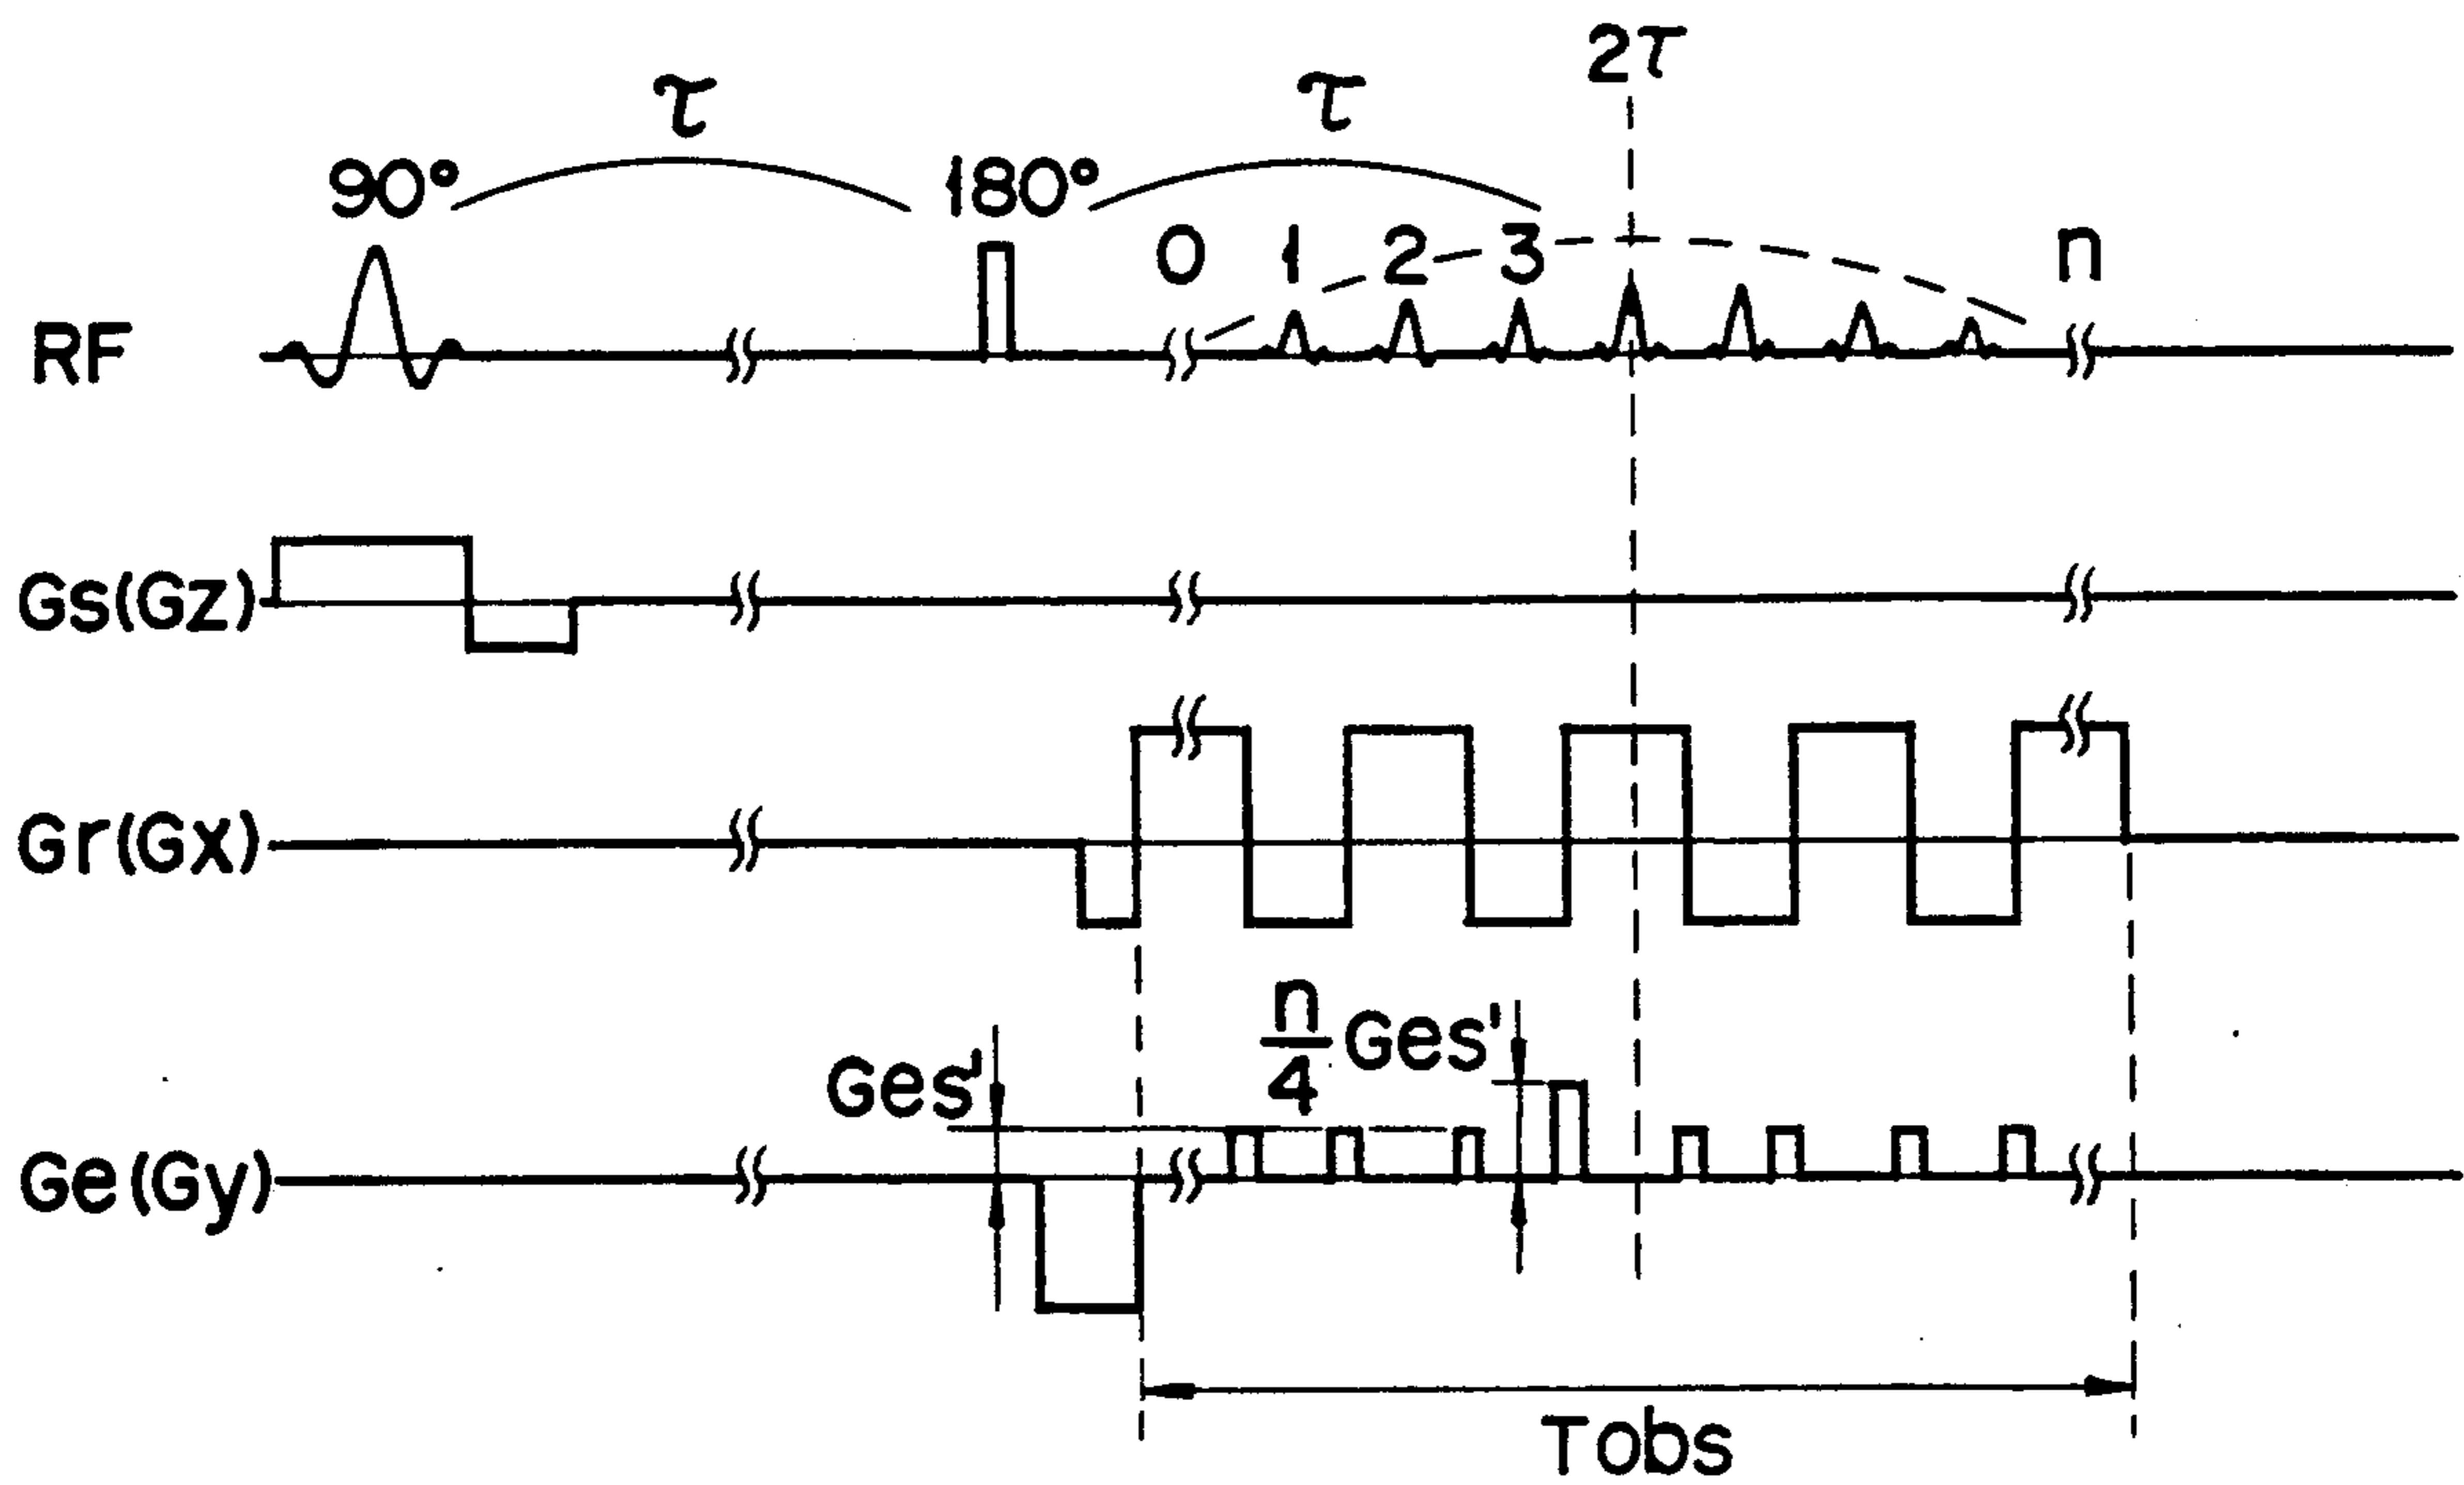 2τ
τ τ
90° 180°
0 1 2 3 n
RF
Gs(Gz)
Gr(Gx)
n/4 Ges'
Ges'
Ge(Gy)
Tobs